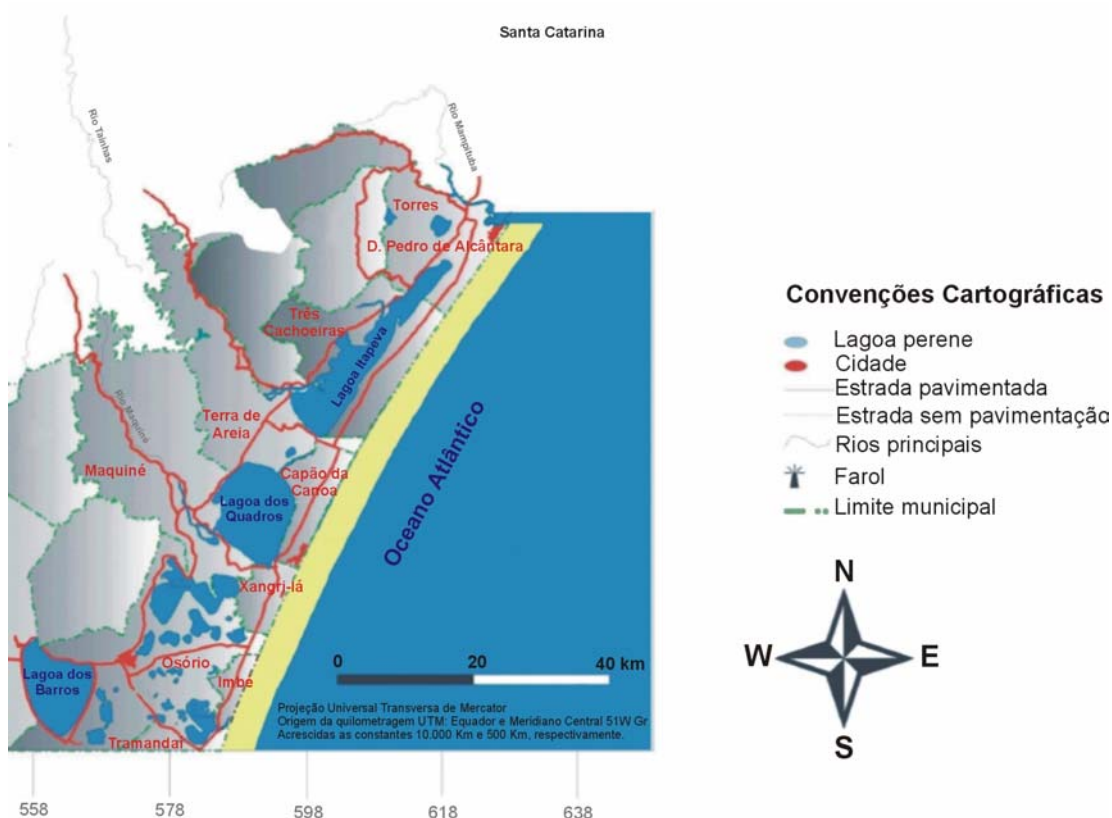 Santa Catarina
Rio Tainhas
Rio Mampituba
Torres
D. Pedro de Alcântara
Três
Cachoeiras
Lagoa Itapeva
Terra de
Areia
Rio Maquiné
Maquiné
Capão da
Canoa
Lagoa dos
Quadros
Oceano Atlântico
Xangri-lá
Osório
Imbé
Lagoa dos
Barros
Tramandaí
0 20 40 km
Projeção Universal Transversa de Mercator
Origem da quilometragem UTM: Equador e Meridiano Central 51W Gr
Acrescidas as constantes 10.000 Km e 500 Km, respectivamente.
558 578 598 618 638
Convenções Cartográficas
Lagoa perene
Cidade
Estrada pavimentada
Estrada sem pavimentação
Rios principais
Farol
Limite municipal
N
W E
S